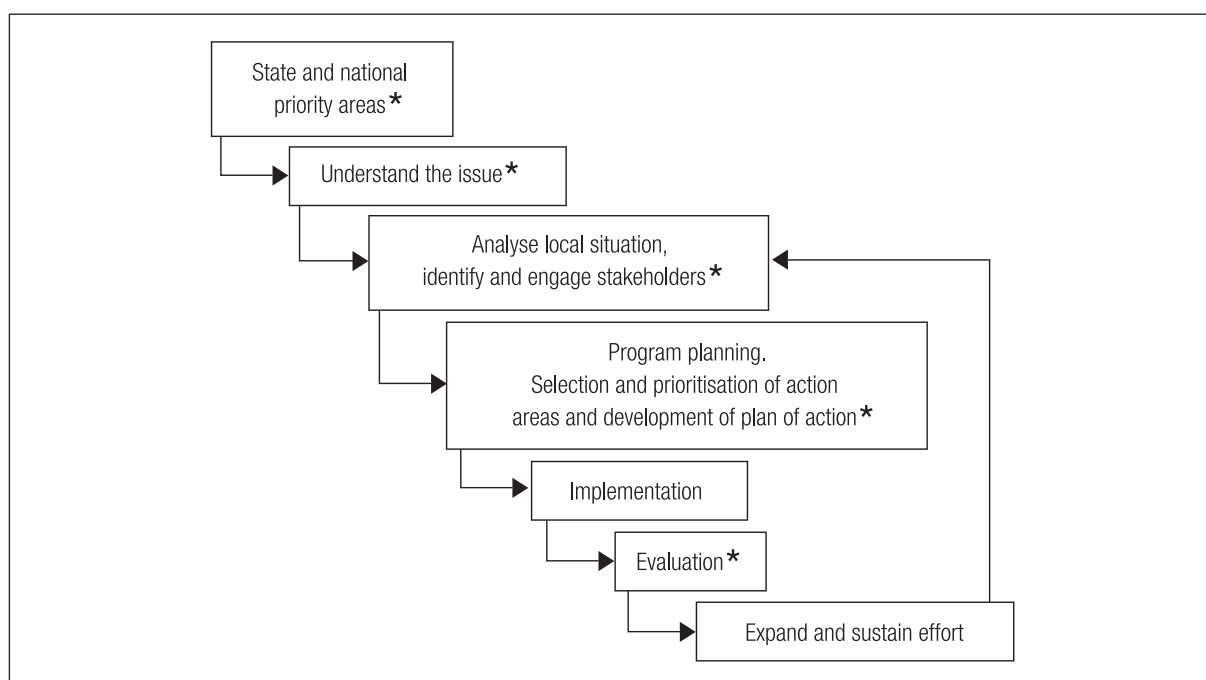 State and national
priority areas*
Understand the issue*
Analyse local situation,
identify and engage stakeholders*
Program planning.
Selection and prioritisation of action
areas and development of plan of action*
Implementation
Evaluation*
Expand and sustain effort